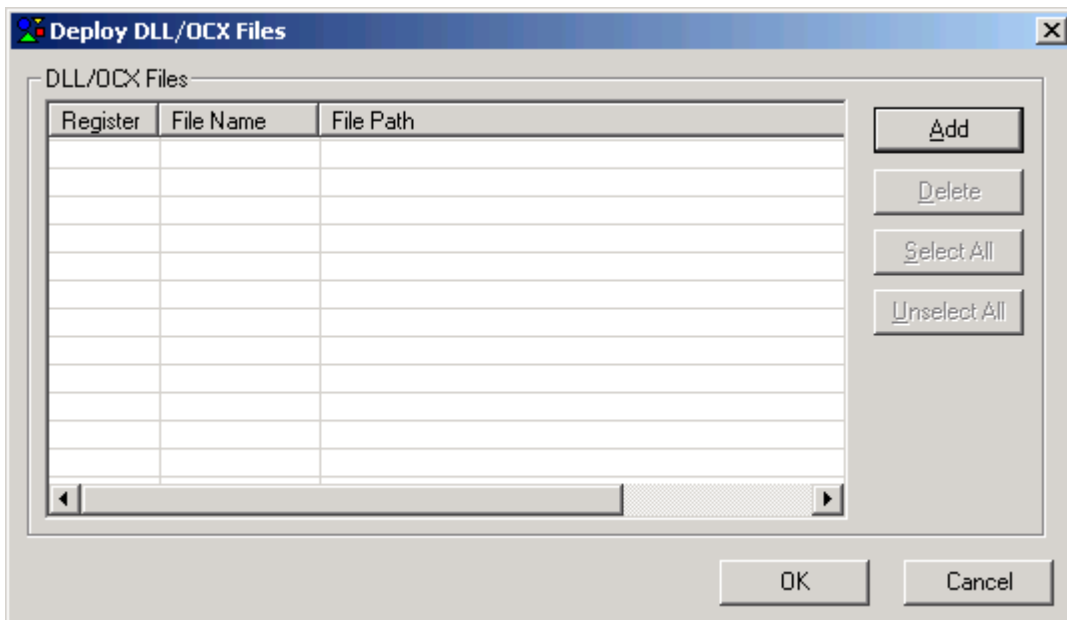 Deploy DLL/OCX Files
DLL/OCX Files
Register File Name File Path
Add
Delete
Select All
Unselect All
OK Cancel